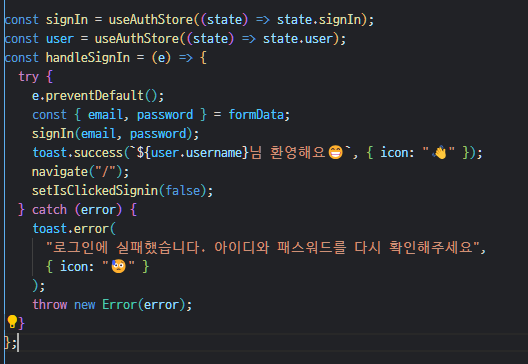 const signIn = useAuthStore((state) => state.signIn);
const user = useAuthStore((state) => state.user);
const handleSignIn = (e) => {
try {
e.preventDefault();
const { email, password } = formData;
signIn(email, password);
toast.success(`${user.username}님 환영해요😁`, { icon: "👋" });
navigate("/");
setIsClickedSignin(false);
} catch (error) {
toast.error(
"로그인에 실패했습니다. 아이디와 패스워드를 다시 확인해주세요",
{ icon: "😓" }
);
throw new Error(error);
}
};